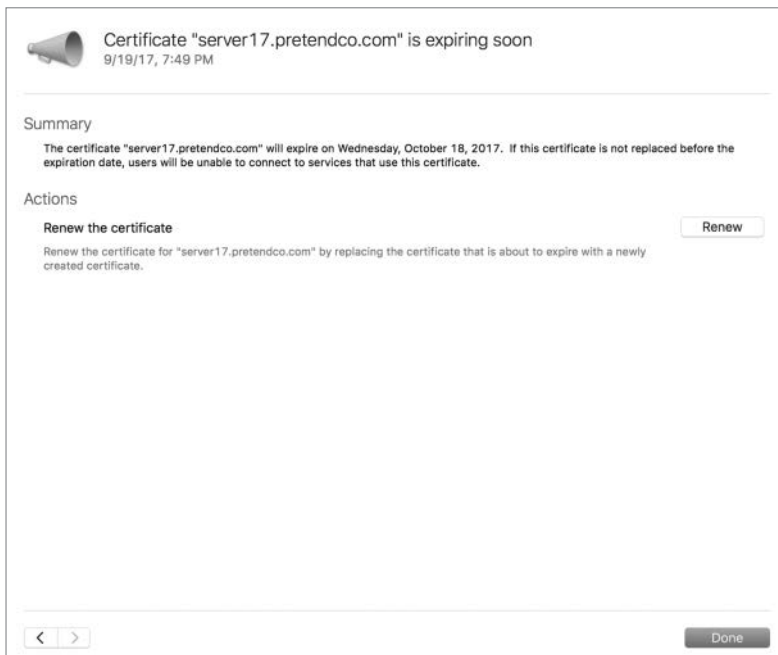 Certificate "server17.pretendco.com" is expiring soon
9/19/17, 7:49 PM
Summary
The certificate "server17.pretendco.com" will expire on Wednesday, October 18, 2017. If this certificate is not replaced before the
expiration date, users will be unable to connect to services that use this certificate.
Actions
Renew the certificate
Renew
Renew the certificate for "server17.pretendco.com" by replacing the certificate that is about to expire with a newly
created certificate.
Done